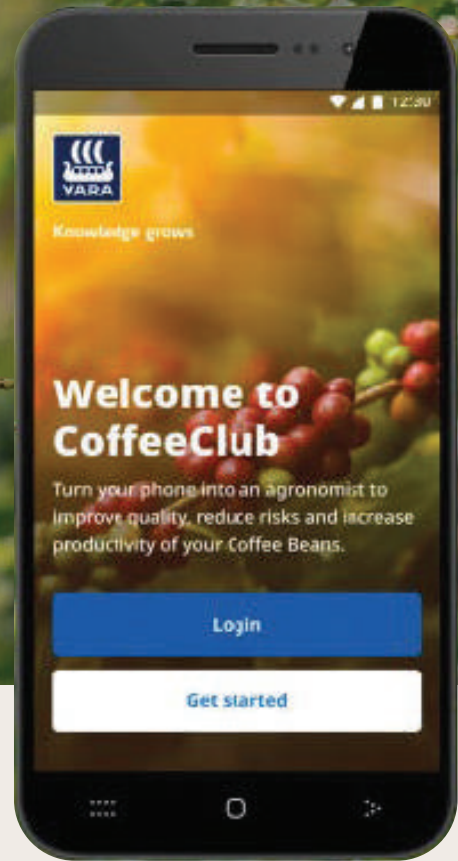 12:30
YARA
Knowledge grows
Welcome to
CoffeeClub
Turn your phone into an agronomist to
improve quality, reduce risks and increase
productivity of your Coffee Beans.
Login
Get started